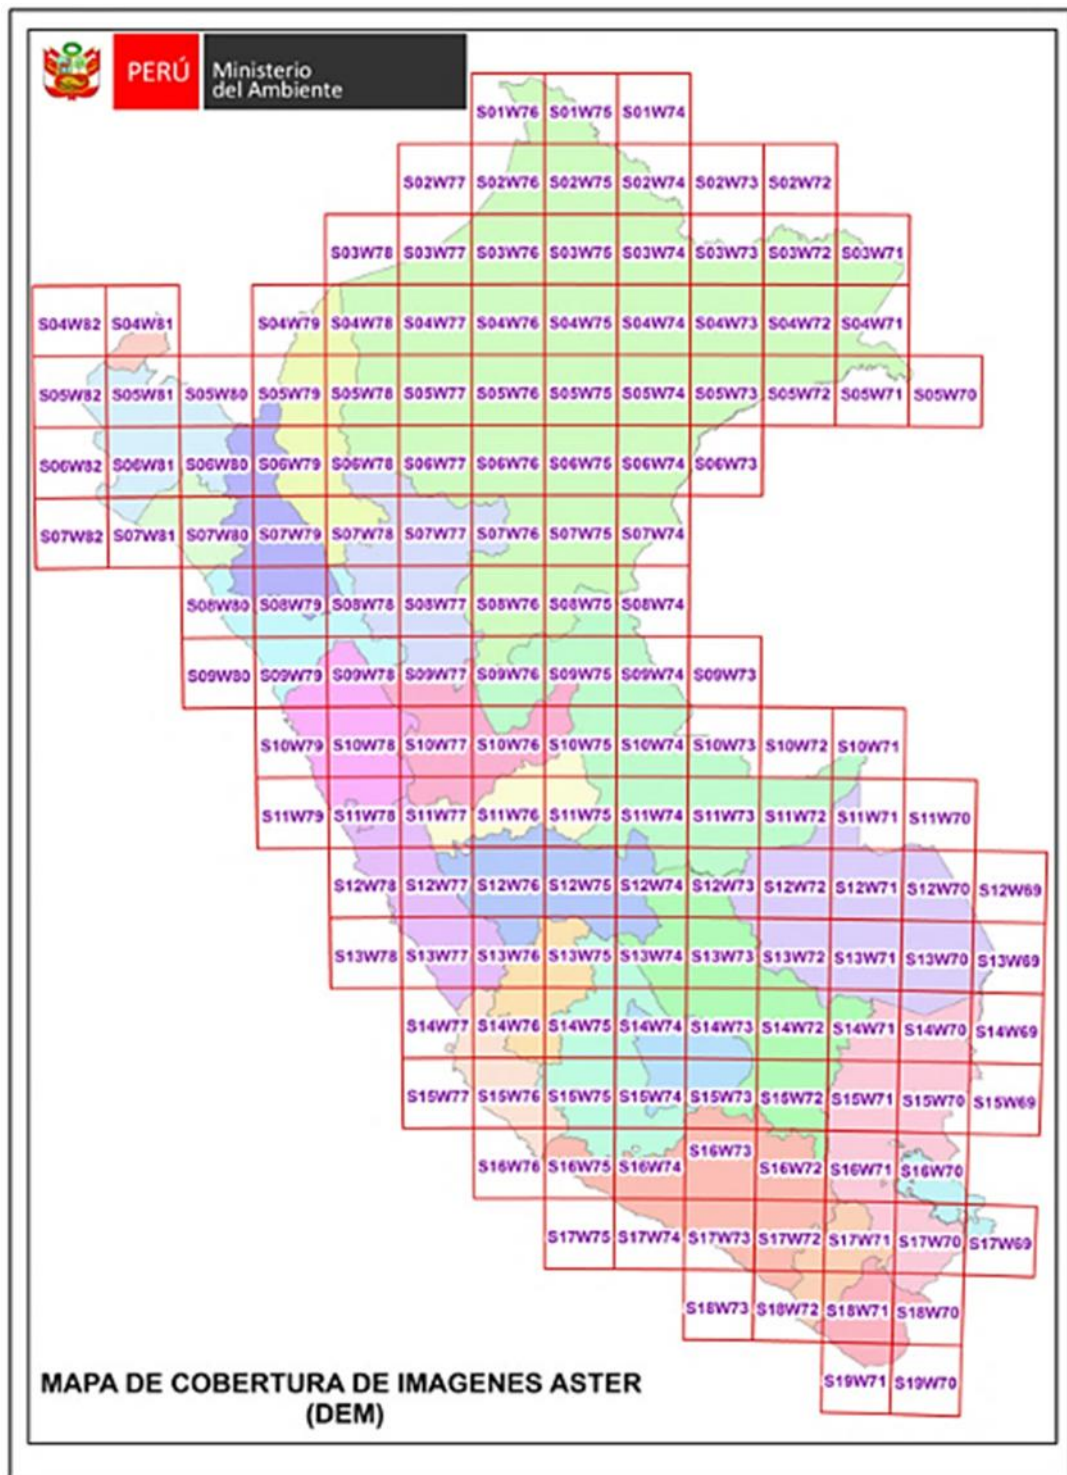 PERÚ
Ministerio
del Ambiente
S01W76 S01W75 S01W74
S02W77 S02W76 S02W75 S02W74 S02W73 S02W72
S03W78 S03W77 S03W76 S03W75 S03W74 S03W73 S03W72 S03W71
S04W82 S04W81 S04W79 S04W78 S04W77 S04W76 S04W75 S04W74 S04W73 S04W72 S04W71
S05W82 S05W81 S05W80 S05W79 S05W78 S05W77 S05W76 S05W75 S05W74 S05W73 S05W72 S05W71 S05W70
S06W82 S06W81 S06W80 S06W79 S06W78 S06W77 S06W76 S06W75 S06W74 S06W73
S07W82 S07W81 S07W80 S07W79 S07W78 S07W77 S07W76 S07W75 S07W74
S08W80 S08W79 S08W78 S08W77 S08W76 S08W75 S08W74
S09W80 S09W79 S09W78 S09W77 S09W76 S09W75 S09W74 S09W73
S10W79 S10W78 S10W77 S10W76 S10W75 S10W74 S10W73 S10W72 S10W71
S11W79 S11W78 S11W77 S11W76 S11W75 S11W74 S11W73 S11W72 S11W71 S11W70
S12W78 S12W77 S12W76 S12W75 S12W74 S12W73 S12W72 S12W71 S12W70 S12W69
S13W78 S13W77 S13W76 S13W75 S13W74 S13W73 S13W72 S13W71 S13W70 S13W69
S14W77 S14W76 S14W75 S14W74 S14W73 S14W72 S14W71 S14W70 S14W69
S15W77 S15W76 S15W75 S15W74 S15W73 S15W72 S15W71 S15W70 S15W69
S16W76 S16W75 S16W74 S16W73 S16W72 S16W71 S16W70
S17W75 S17W74 S17W73 S17W72 S17W71 S17W70 S17W69
S18W73 S18W72 S18W71 S18W70
S19W71 S19W70
MAPA DE COBERTURA DE IMAGENES ASTER
(DEM)